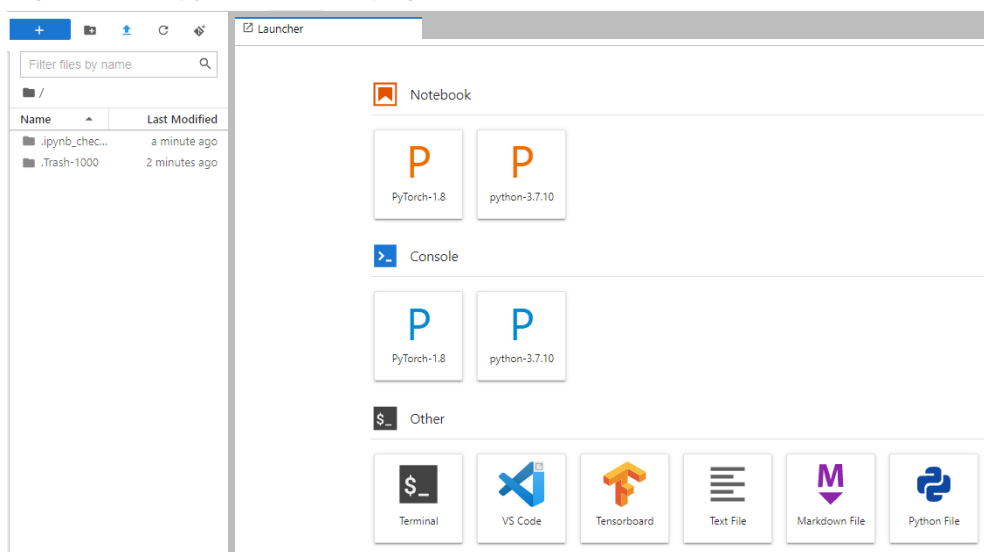 +
Launcher
Filter files by name
/
Name Last Modified
.ipynb_chec... a minute ago
.Trash-1000 2 minutes ago
Notebook
P P
PyTorch-1.8 python-3.7.10
>_ Console
P P
PyTorch-1.8 python-3.7.10
$_ Other
$_ M
Terminal VS Code Tensorboard Text File Markdown File Python File